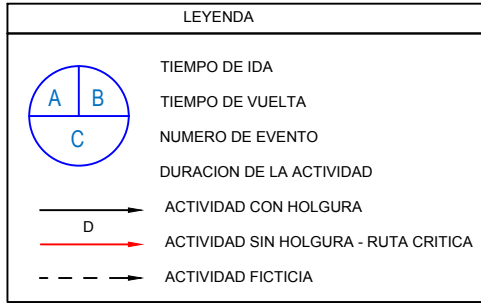 LEYENDA
A B
C
TIEMPO DE IDA
TIEMPO DE VUELTA
NUMERO DE EVENTO
DURACION DE LA ACTIVIDAD
ACTIVIDAD CON HOLGURA
D
ACTIVIDAD SIN HOLGURA - RUTA CRITICA
ACTIVIDAD FICTICIA